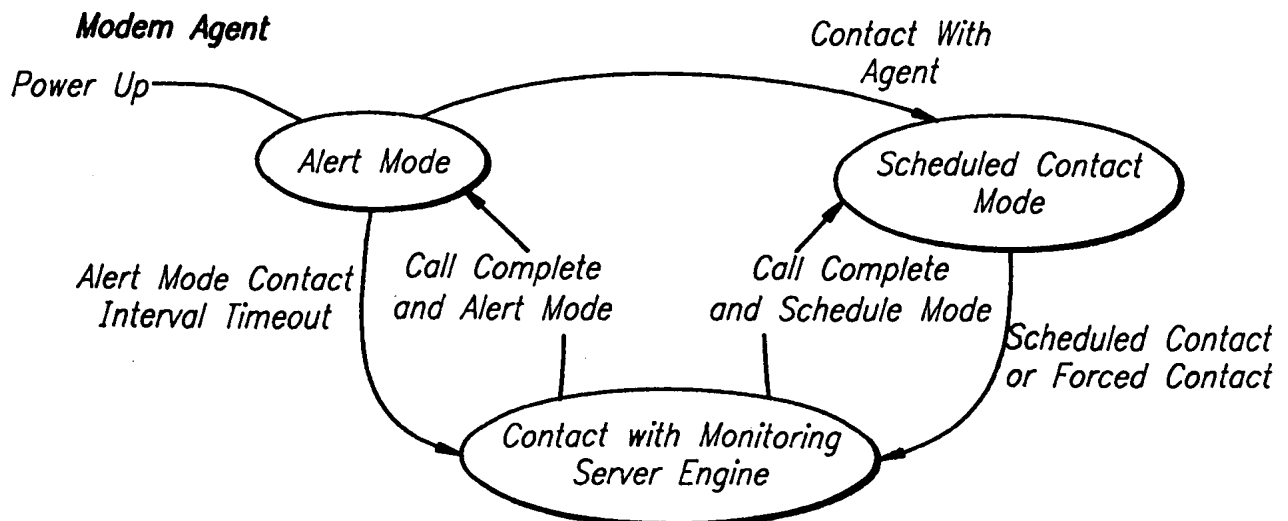 Modem Agent
Power Up
Contact With
Agent
Alert Mode
Scheduled Contact
Mode
Alert Mode Contact
Interval Timeout
Call Complete
and Alert Mode
Call Complete
and Schedule Mode
Scheduled Contact
or Forced Contact
Contact with Monitoring
Server Engine